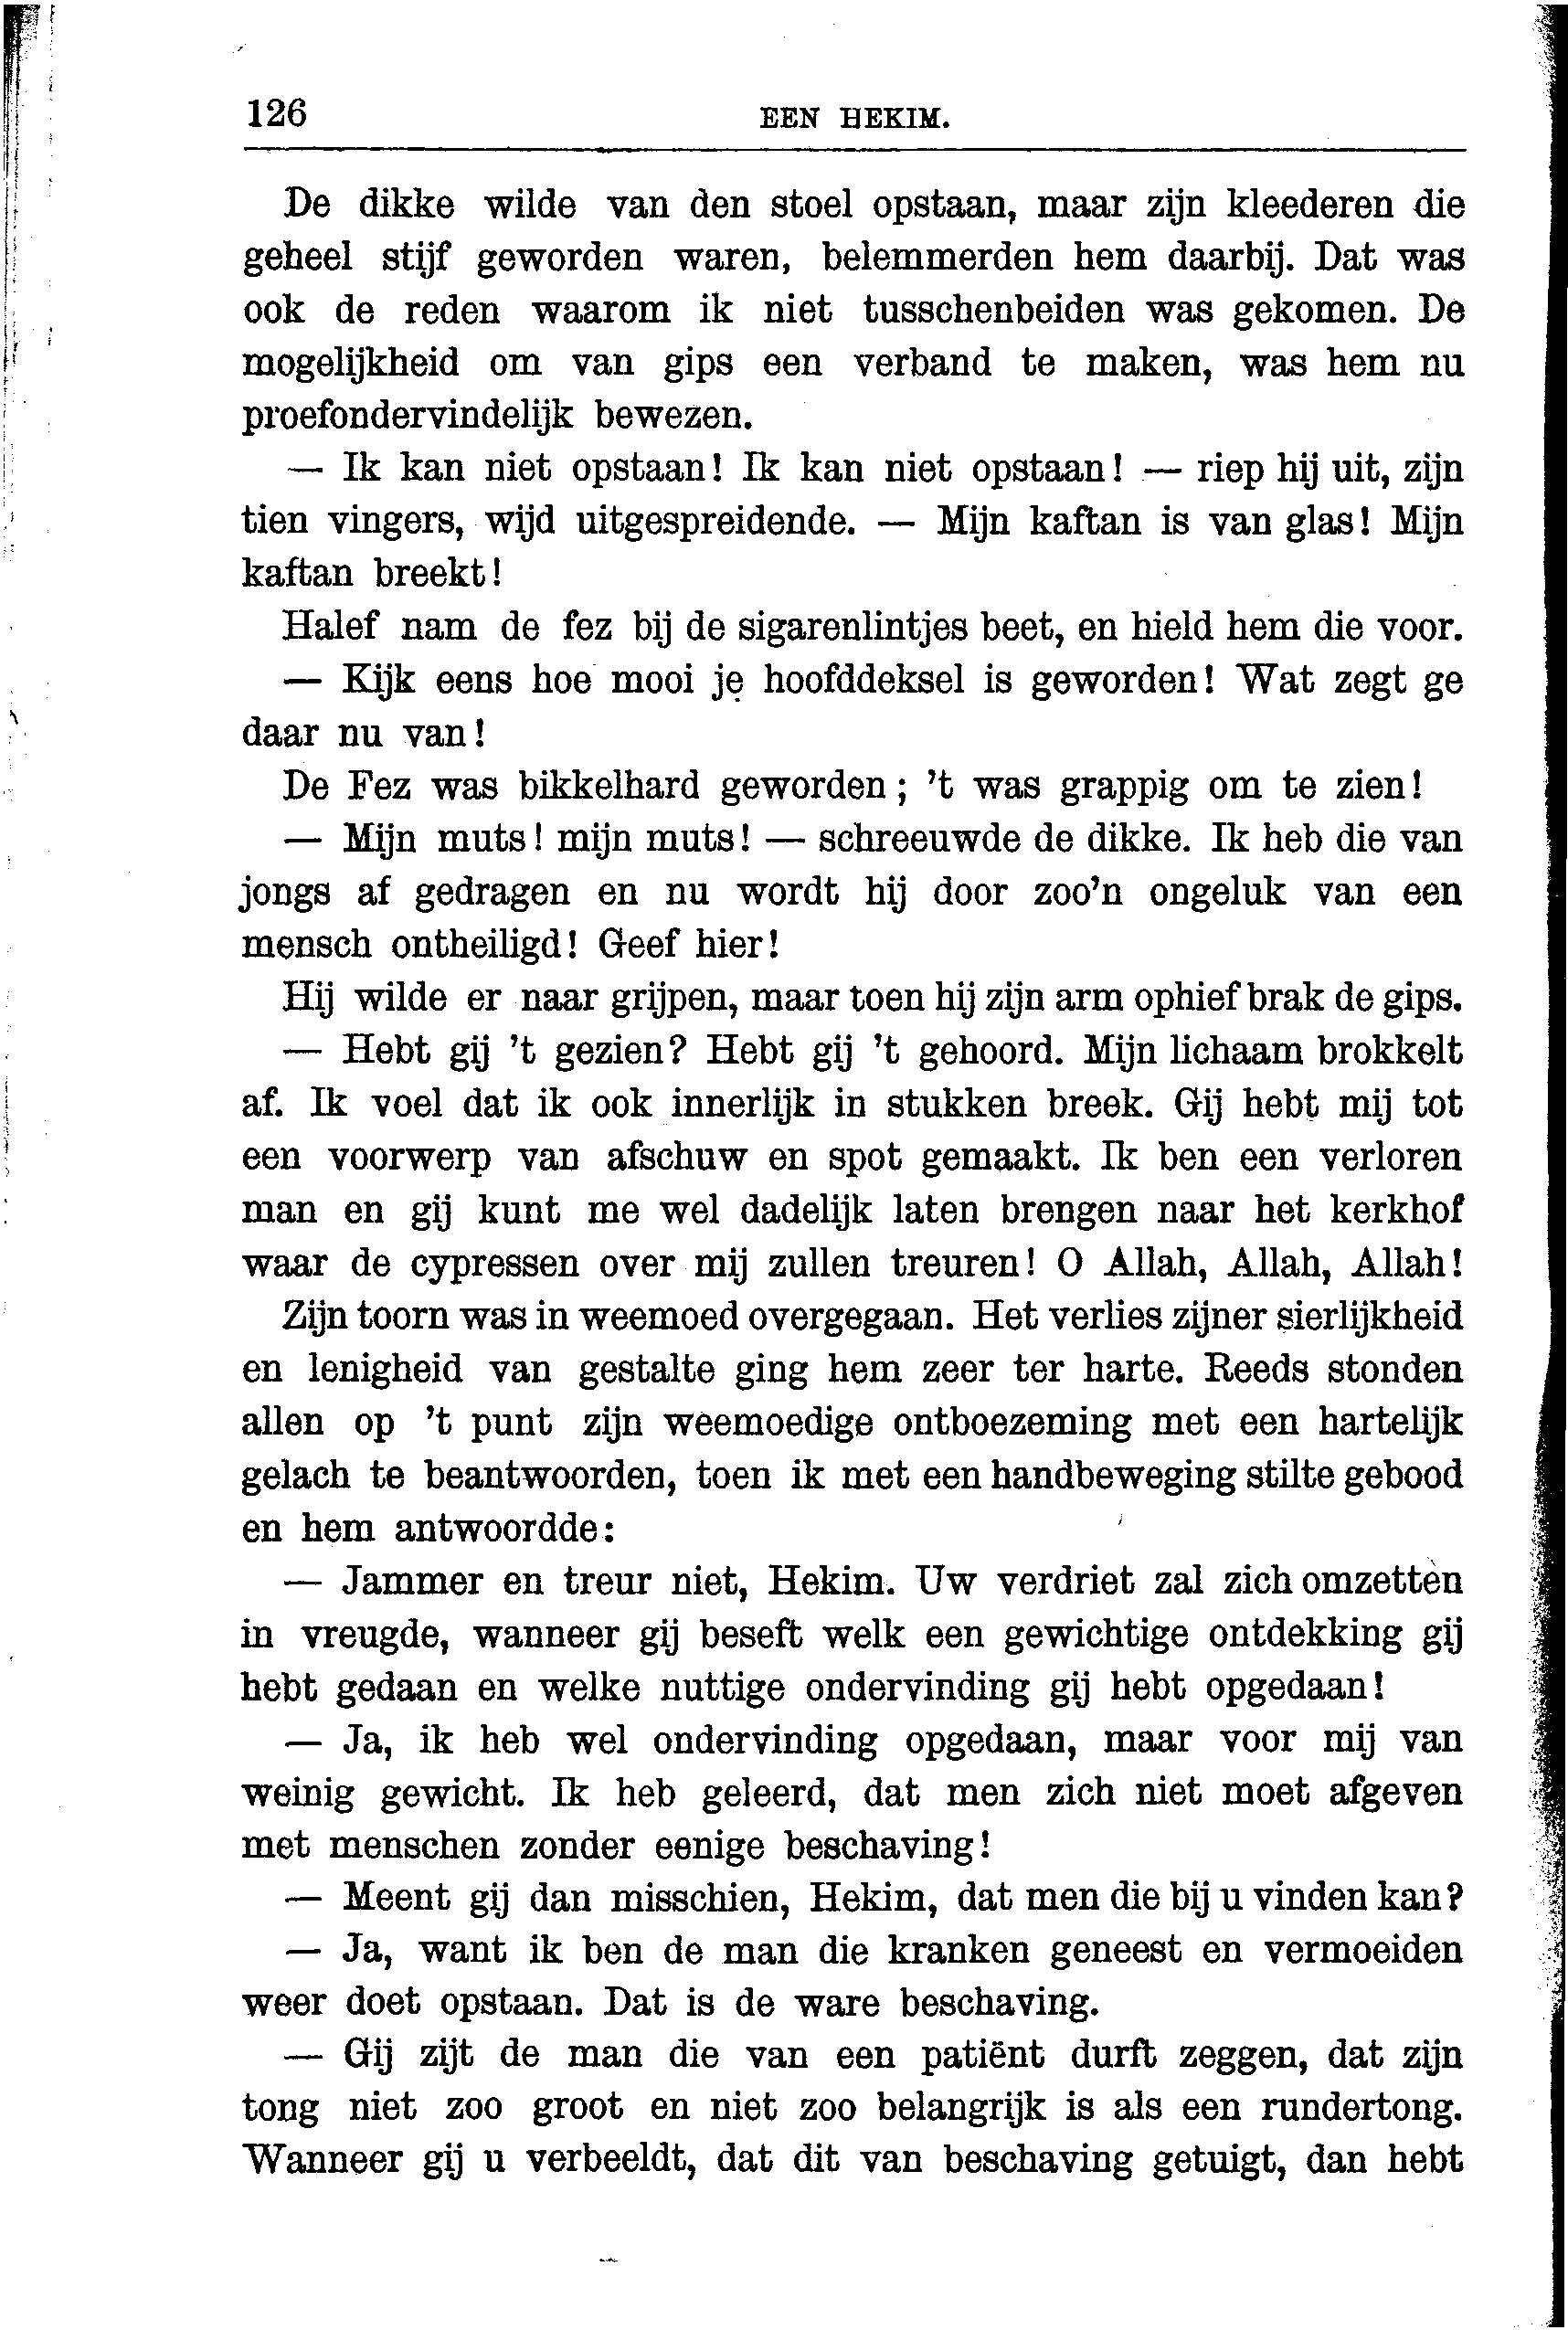 126 EEN HEKIM.
De dikke wilde van den stoel opstaan, maar zijn kleederen die
geheel stijf geworden waren, belemmerden hem daarbij. Dat was
ook de reden waarom ik niet tusschenbeiden was gekomen. De
mogelijkheid om van gips een verband te maken, was hem nu
proefondervindelijk bewezen.
— Ik kan niet opstaan! Ik kan niet opstaan! — riep hij uit, zijn
tien vingers, wijd uitgespreidende. — Mijn kaftan is van glas! Mijn
kaftan breekt!
Halef nam de fez bij de sigarenlintjes beet, en hield hem die voor.
— Kijk eens hoe mooi je hoofddeksel is geworden! Wat zegt ge
daar nu van!
De Fez was bikkelhard geworden; 't was grappig om te zien!
— Mijn muts! mijn muts! — schreeuwde de dikke. Ik heb die van
jongs af gedragen en nu wordt hij door zoo'n ongeluk van een
mensch ontheiligd! Geef hier!
Hij wilde er naar grijpen, maar toen hij zijn arm ophief brak de gips.
— Hebt gij 't gezien? Hebt gij 't gehoord. Mijn lichaam brokkelt
af. Ik voel dat ik ook innerlijk in stukken breek. Gij hebt mij tot
een voorwerp van afschuw en spot gemaakt. Ik ben een verloren
man en gij kunt me wel dadelijk laten brengen naar het kerkhof
waar de cypressen over mij zullen treuren! O Allah, Allah, Allah!
Zijn toorn was in weemoed overgegaan. Het verlies zijner sierlijkheid
en lenigheid van gestalte ging hem zeer ter harte. Reeds stonden
allen op 't punt zijn weemoedige ontboezeming met een hartelijk
gelach te beantwoorden, toen ik met een handbeweging stilte gebood
en hem antwoordde:
— Jammer en treur niet, Hekim. Uw verdriet zal zich omzetten
in vreugde, wanneer gij beseft welk een gewichtige ontdekking gij
hebt gedaan en welke nuttige ondervinding gij hebt opgedaan!
— Ja, ik heb wel ondervinding opgedaan, maar voor mij van
weinig gewicht. Ik heb geleerd, dat men zich niet moet afgeven
met menschen zonder eenige beschaving!
— Meent gij dan misschien, Hekim, dat men die bij u vinden kan?
— Ja, want ik ben de man die kranken geneest en vermoeiden
weer doet opstaan. Dat is de ware beschaving.
— Gij zijt de man die van een patiënt durft zeggen, dat zijn
tong niet zoo groot en niet zoo belangrijk is als een rundertong.
Wanneer gij u verbeeldt, dat dit van beschaving getuigt, dan hebt